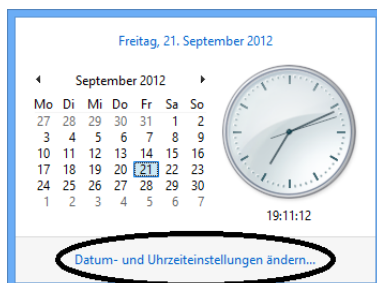 Freitag, 21. September 2012
September 2012
Mo Di Mi Do Fr Sa So
27 28 29 30 31 1 2
3 4 5 6 7 8 9
10 11 12 13 14 15 16
17 18 19 20 21 22 23
24 25 26 27 28 29 30
1 2 3 4 5 6 7
19:11:12
Datum- und Uhrzeiteinstellungen ändern...